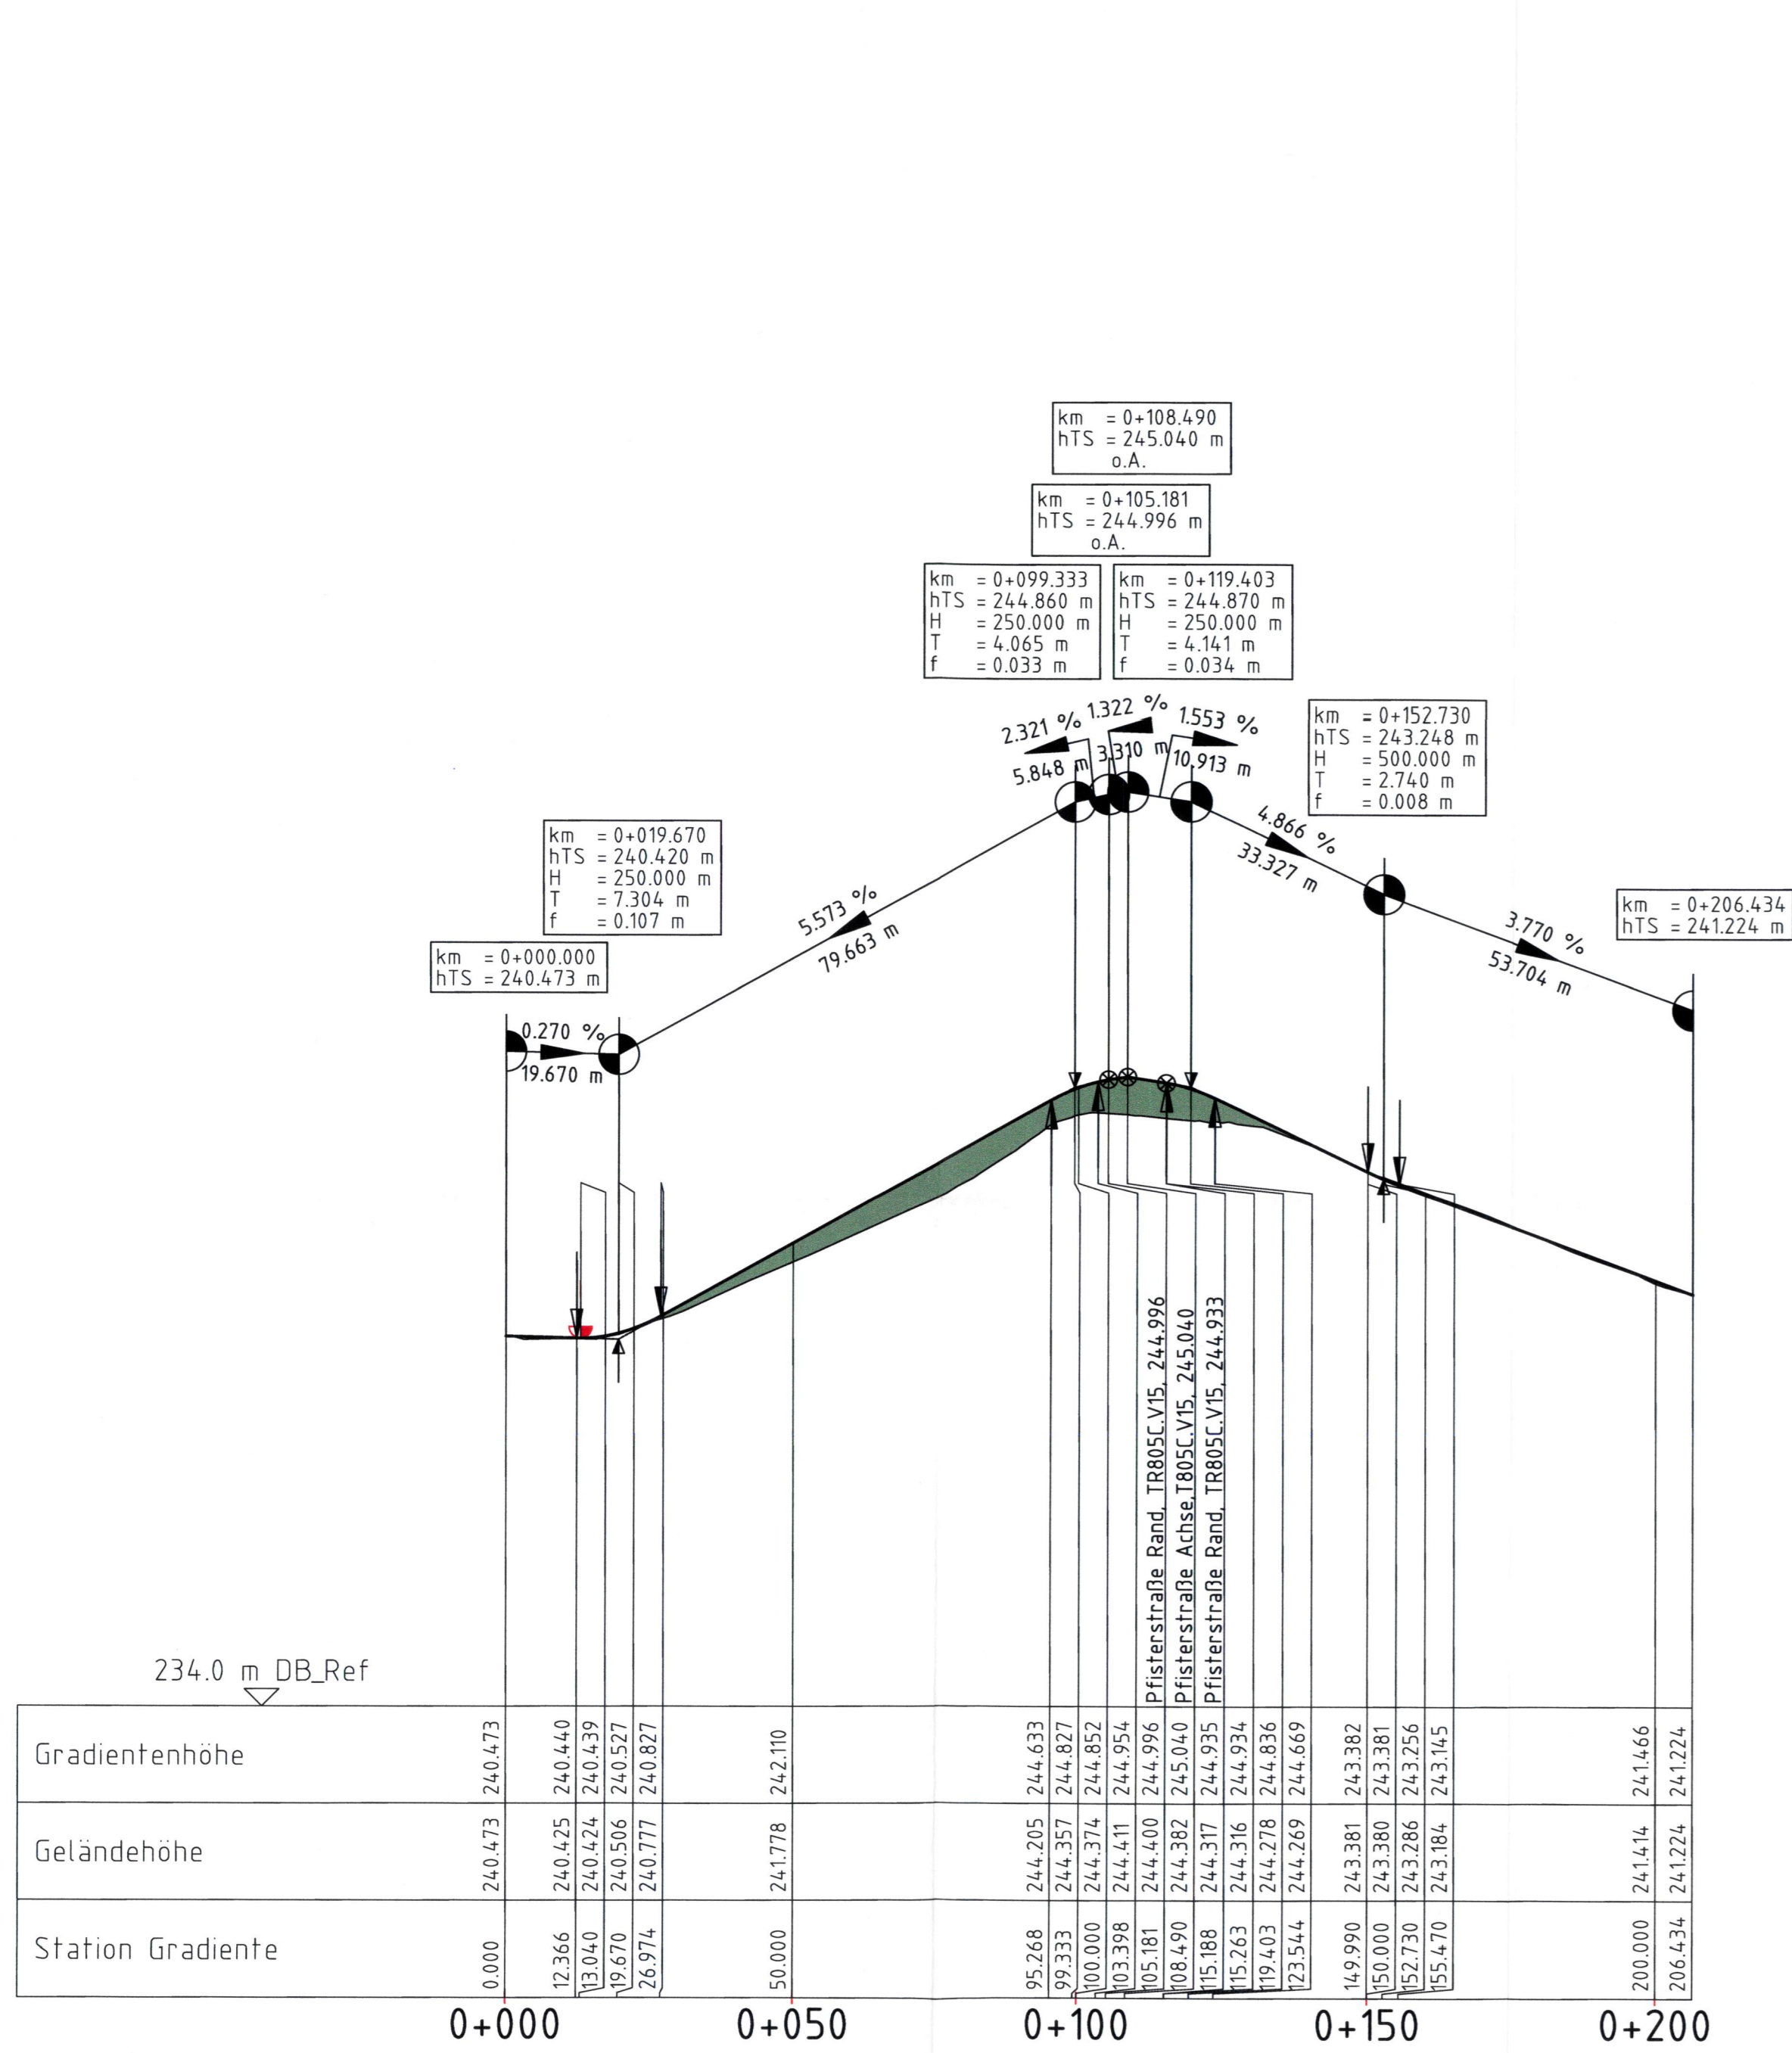 km = 0+108.490
hTS = 245.040 m
o.A.
km = 0+105.181
hTS = 244.996 m
o.A.
km = 0+099.333
hTS = 244.860 m
H = 250.000 m
T = 4.065 m
f = 0.033 m
km = 0+119.403
hTS = 244.870 m
H = 250.000 m
T = 4.141 m
f = 0.034 m
2.321 %
5.848 m
1.322 %
3.310 m
1.553 %
10.913 m
km = 0+152.730
hTS = 243.248 m
H = 500.000 m
T = 2.740 m
f = 0.008 m
km = 0+019.670
hTS = 240.420 m
H = 250.000 m
T = 7.304 m
f = 0.107 m
4.866 %
33.327 m
5.573 %
79.663 m
km = 0+206.434
hTS = 241.224 m
3.770 %
53.704 m
km = 0+000.000
hTS = 240.473 m
0.270 %
19.670 m
Pfisterstraße Rand, TR805C.V15, 244.996
Pfisterstraße Achse,T805C.V15, 245.040
Pfisterstraße Rand, TR805C.V15, 244.933
234.0 m DB_Ref
Gradientenhöhe
240.473
240.440
240.439
240.527
240.827
242.110
244.633
244.827
244.852
244.954
244.996
245.040
244.935
244.934
244.836
244.669
243.382
243.381
243.256
243.145
241.466
241.224
Geländehöhe
240.473
240.425
240.424
240.506
240.777
241.778
244.205
244.357
244.374
244.411
244.400
244.382
244.317
244.316
244.278
244.269
243.381
243.380
243.286
243.184
241.414
241.224
Station Gradiente
0.000
12.366
13.040
19.670
26.974
50.000
95.268
99.333
100.000
103.398
105.181
108.490
115.188
115.263
119.403
123.544
149.990
150.000
152.730
155.470
200.000
206.434
0+000
0+050
0+100
0+150
0+200